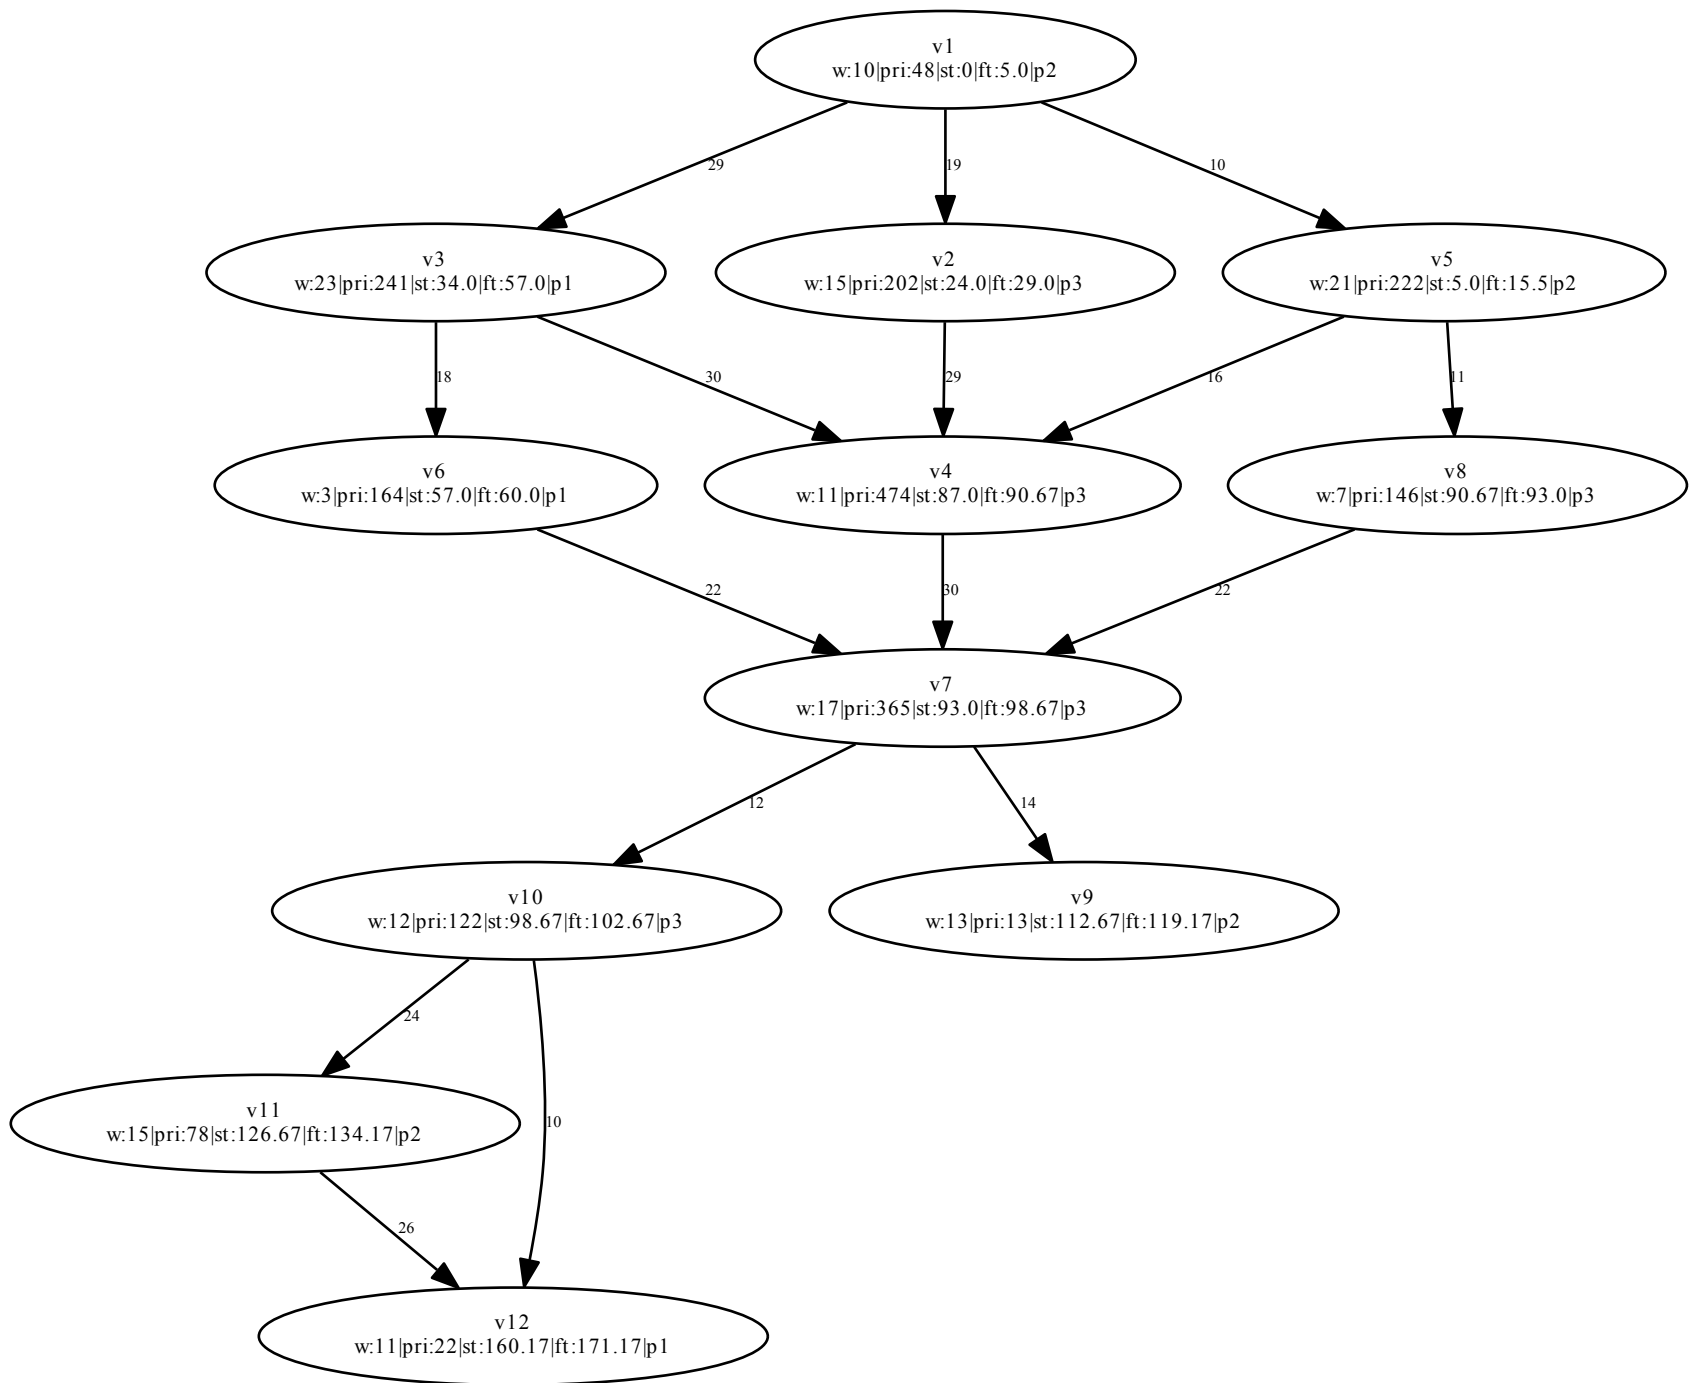 v1
w:10|pri:48|st:0|ft:5.0|p2
29
19
10
v3
w:23|pri:241|st:34.0|ft:57.0|p1
v2
w:15|pri:202|st:24.0|ft:29.0|p3
v5
w:21|pri:222|st:5.0|ft:15.5|p2
18
30
29
16
11
v6
w:3|pri:164|st:57.0|ft:60.0|p1
v4
w:11|pri:474|st:87.0|ft:90.67|p3
v8
w:7|pri:146|st:90.67|ft:93.0|p3
22
30
22
v7
w:17|pri:365|st:93.0|ft:98.67|p3
12
14
v10
w:12|pri:122|st:98.67|ft:102.67|p3
v9
w:13|pri:13|st:112.67|ft:119.17|p2
24
10
v11
w:15|pri:78|st:126.67|ft:134.17|p2
26
v12
w:11|pri:22|st:160.17|ft:171.17|p1